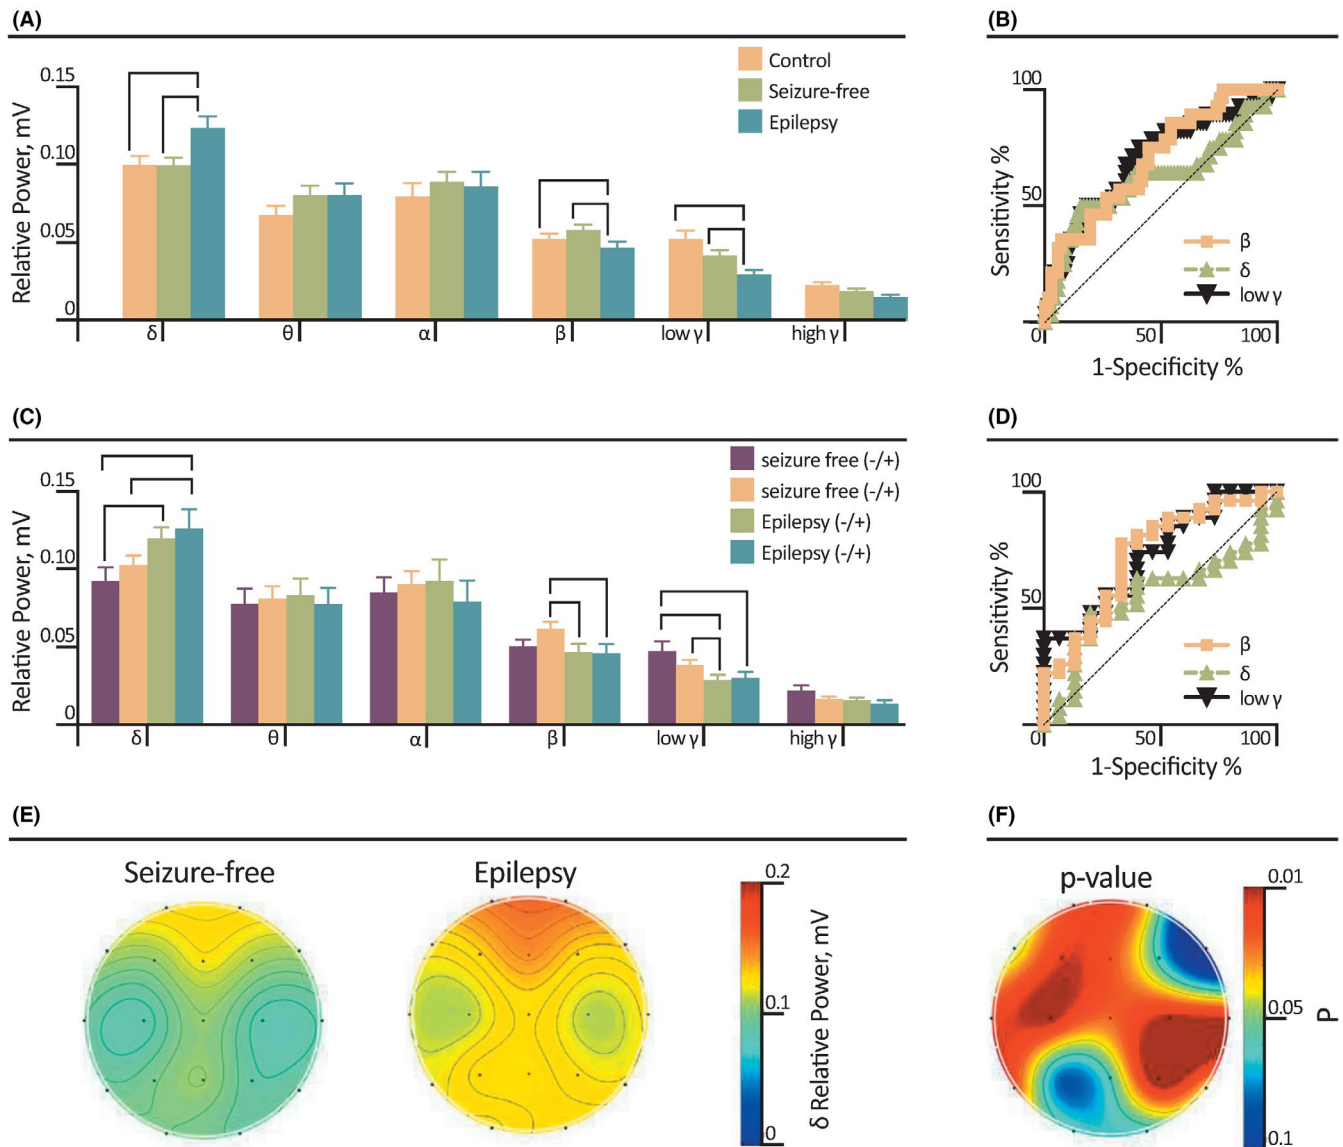 (A)
Relative Power, mV
0.15
0.10
0.05
0
δ θ α β low γ high γ
Control
Seizure-free
Epilepsy
(B)
Sensitivity %
100
50
0 50 100
1-Specificity %
β
δ
low γ
(C)
Relative Power, mV
0.15
0.10
0.05
0
δ θ α β low γ high γ
seizure free (-/+)
seizure free (-/+)
Epilepsy (-/+)
Epilepsy (-/+)
(D)
Sensitivity %
100
50
0 50 100
1-Specificity %
β
δ
low γ
(E)
Seizure-free
Epilepsy
0.2
0.1
0
δ Relative Power, mV
(F)
p-value
0.01
0.05
0.1
P